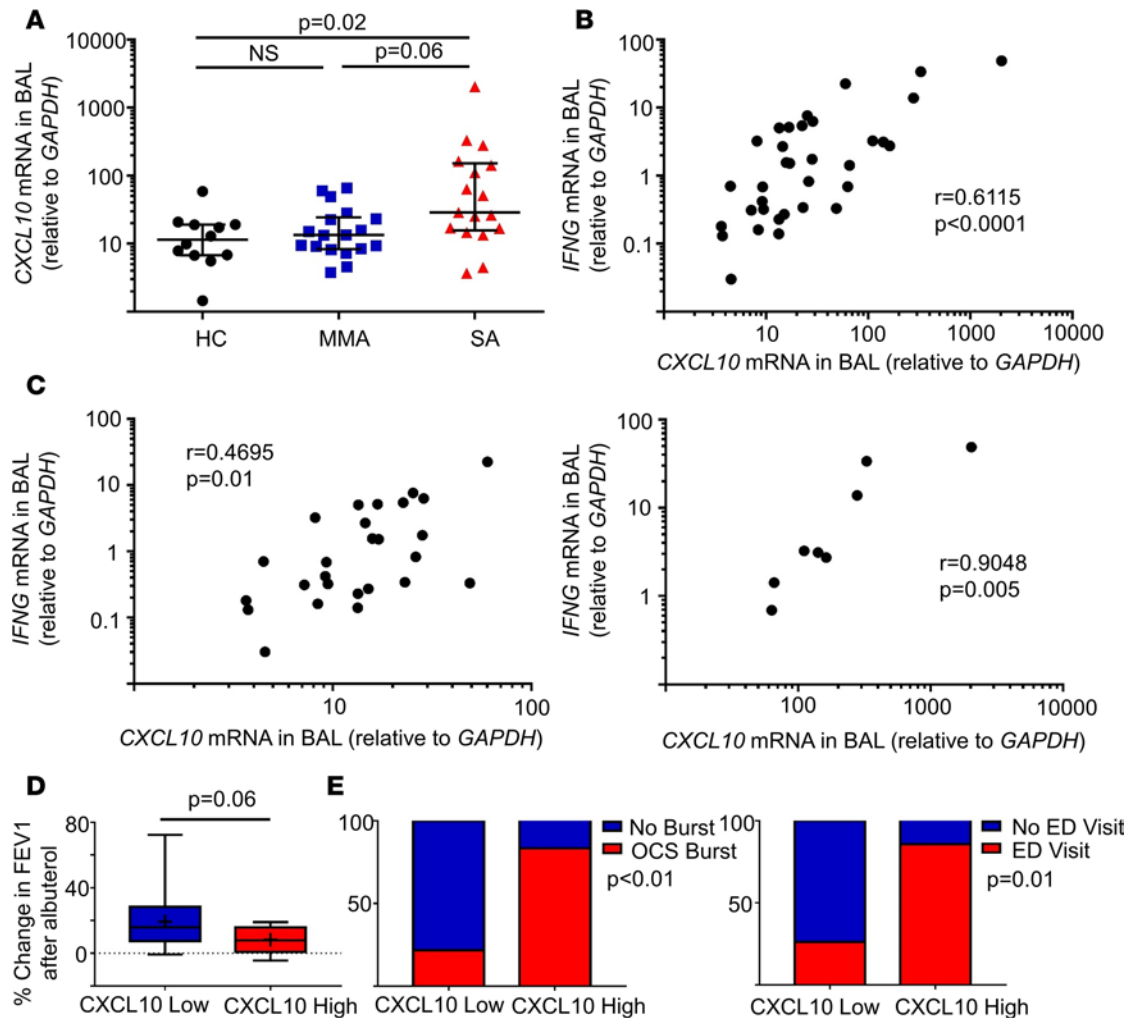 A
p=0.02
NS
p=0.06
CXCL10 mRNA in BAL
(relative to GAPDH)
10000
1000
100
10
HC
MMA
SA
B
IFNG mRNA in BAL
(relative to GAPDH)
100
10
1
0.1
r=0.6115
p<0.0001
10
100
1000
10000
CXCL10 mRNA in BAL (relative to GAPDH)
C
IFNG mRNA in BAL
(relative to GAPDH)
100
10
1
0.1
r=0.4695
p=0.01
10
100
CXCL10 mRNA in BAL (relative to GAPDH)
IFNG mRNA in BAL
(relative to GAPDH)
100
10
1
r=0.9048
p=0.005
100
1000
10000
CXCL10 mRNA in BAL (relative to GAPDH)
D
p=0.06
% Change in FEV1
after albuterol
80
40
0
CXCL10 Low
CXCL10 High
E
100
50
No Burst
OCS Burst
p<0.01
CXCL10 Low
CXCL10 High
100
50
No ED Visit
ED Visit
p=0.01
CXCL10 Low
CXCL10 High